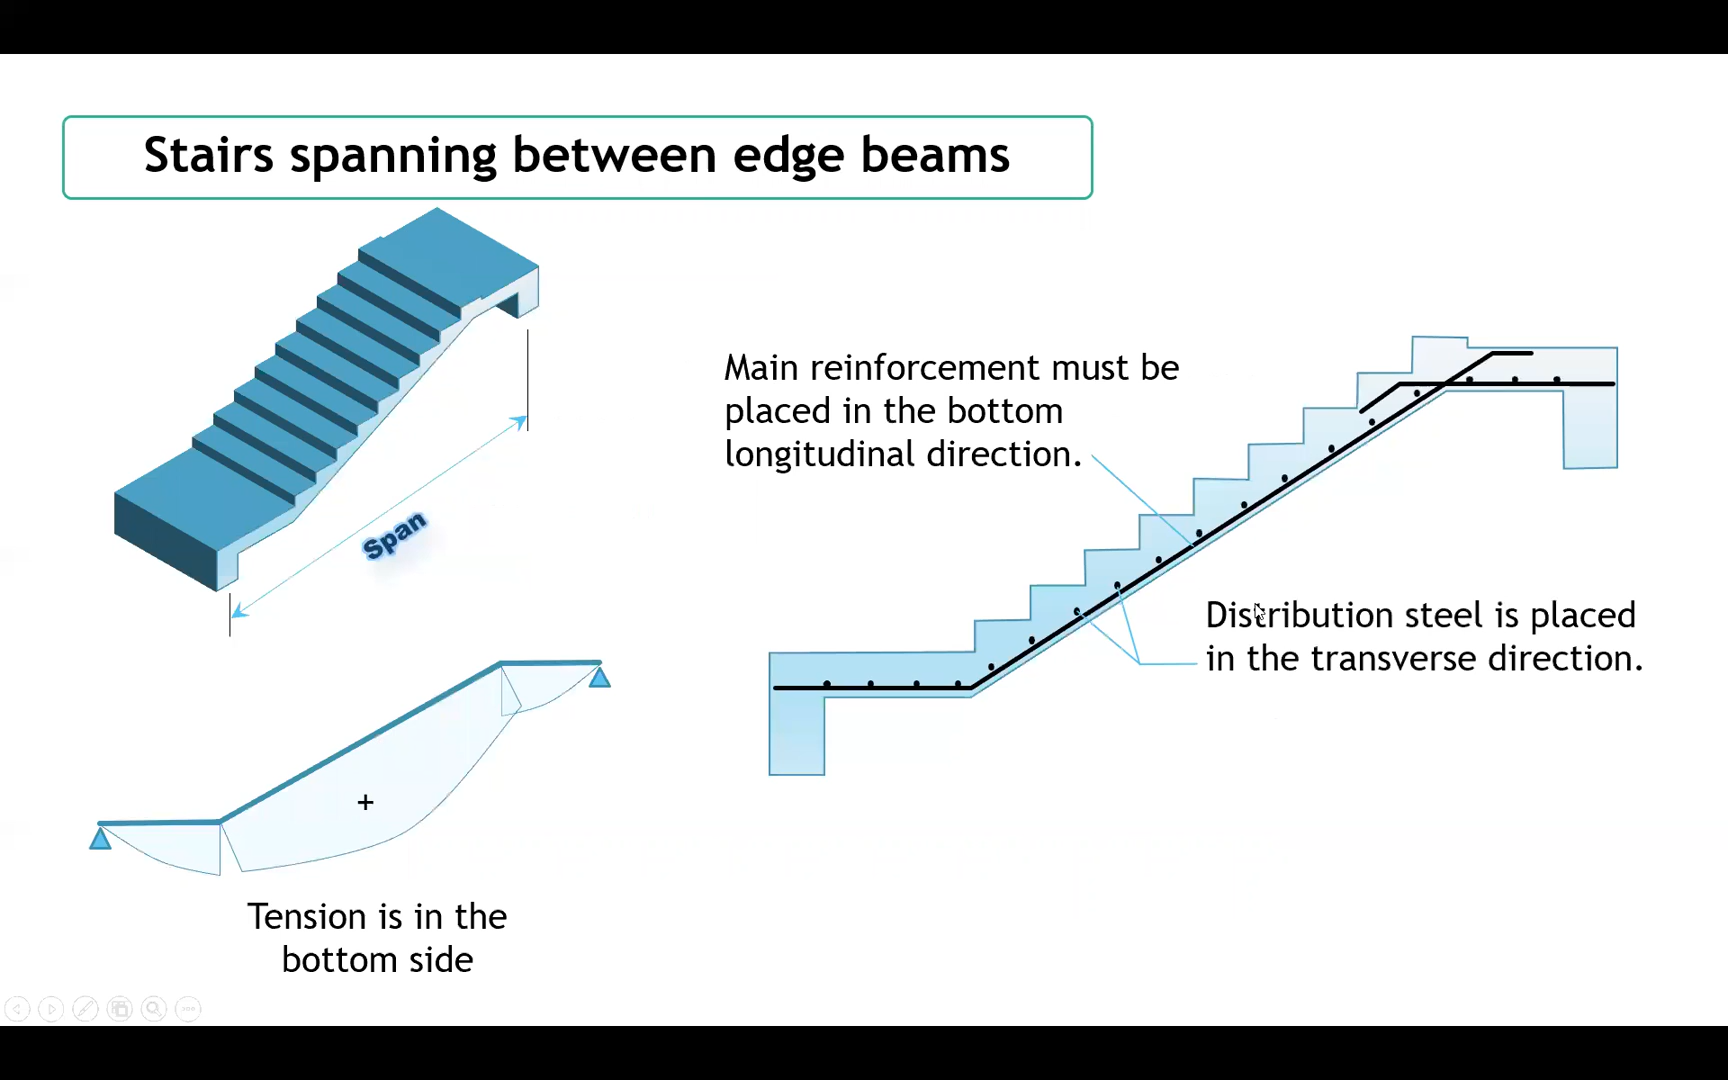 Stairs spanning between edge beams
Span
Main reinforcement must be
placed in the bottom
longitudinal direction.
Distribution steel is placed
in the transverse direction.
+
Tension is in the
bottom side